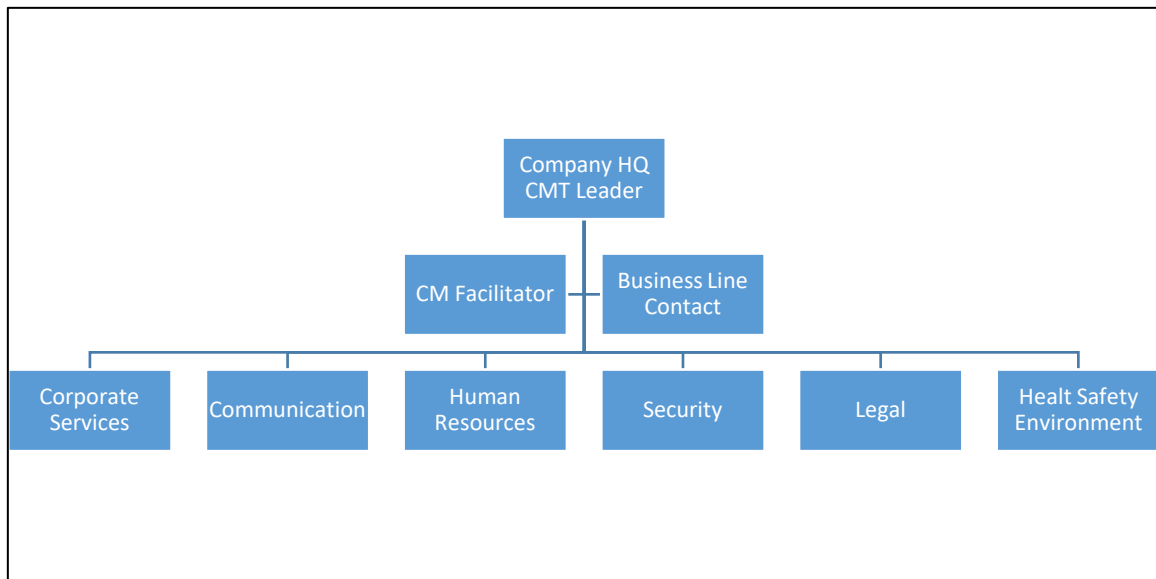 Company HQ
CMT Leader
CM Facilitator
Business Line
Contact
Corporate
Services
Communication
Human
Resources
Security
Legal
Healt Safety
Environment